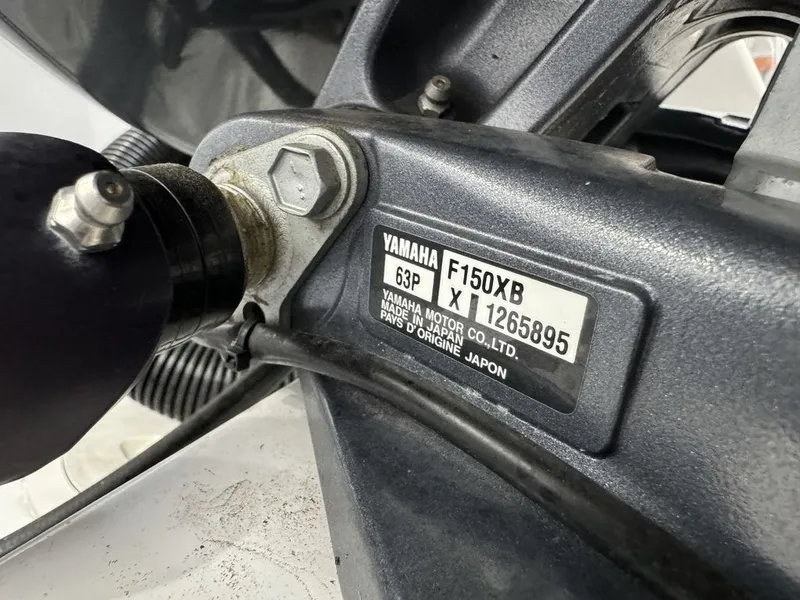 YAMAHA F150XB
63P X 1265895
YAMAHA MOTOR CO.,LTD.
MADE IN JAPAN
PAYS D'ORIGINE JAPON